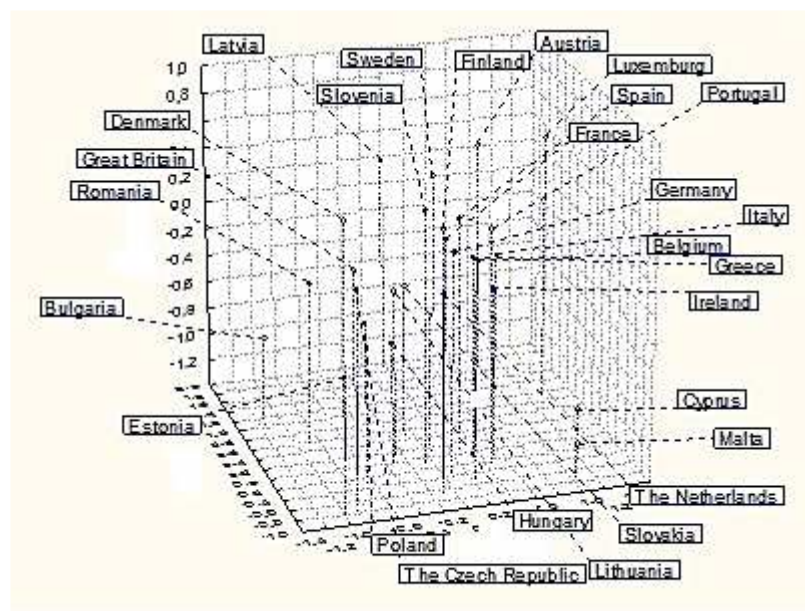 Latvia
Sweden
Finland
Austria
Luxemburg
Slovenia
Spain
Portugal
Denmark
France
Great Britain
Romania
Germany
Italy
Belgium
Greece
Bulgaria
Ireland
Estonia
Cyprus
Malta
The Netherlands
Hungary
Slovakia
Poland
The Czech Republic
Lithuania
1,0
0,8
0,2
0,0
-0,2
-0,4
-0,6
-0,9
-1,0
-1,2